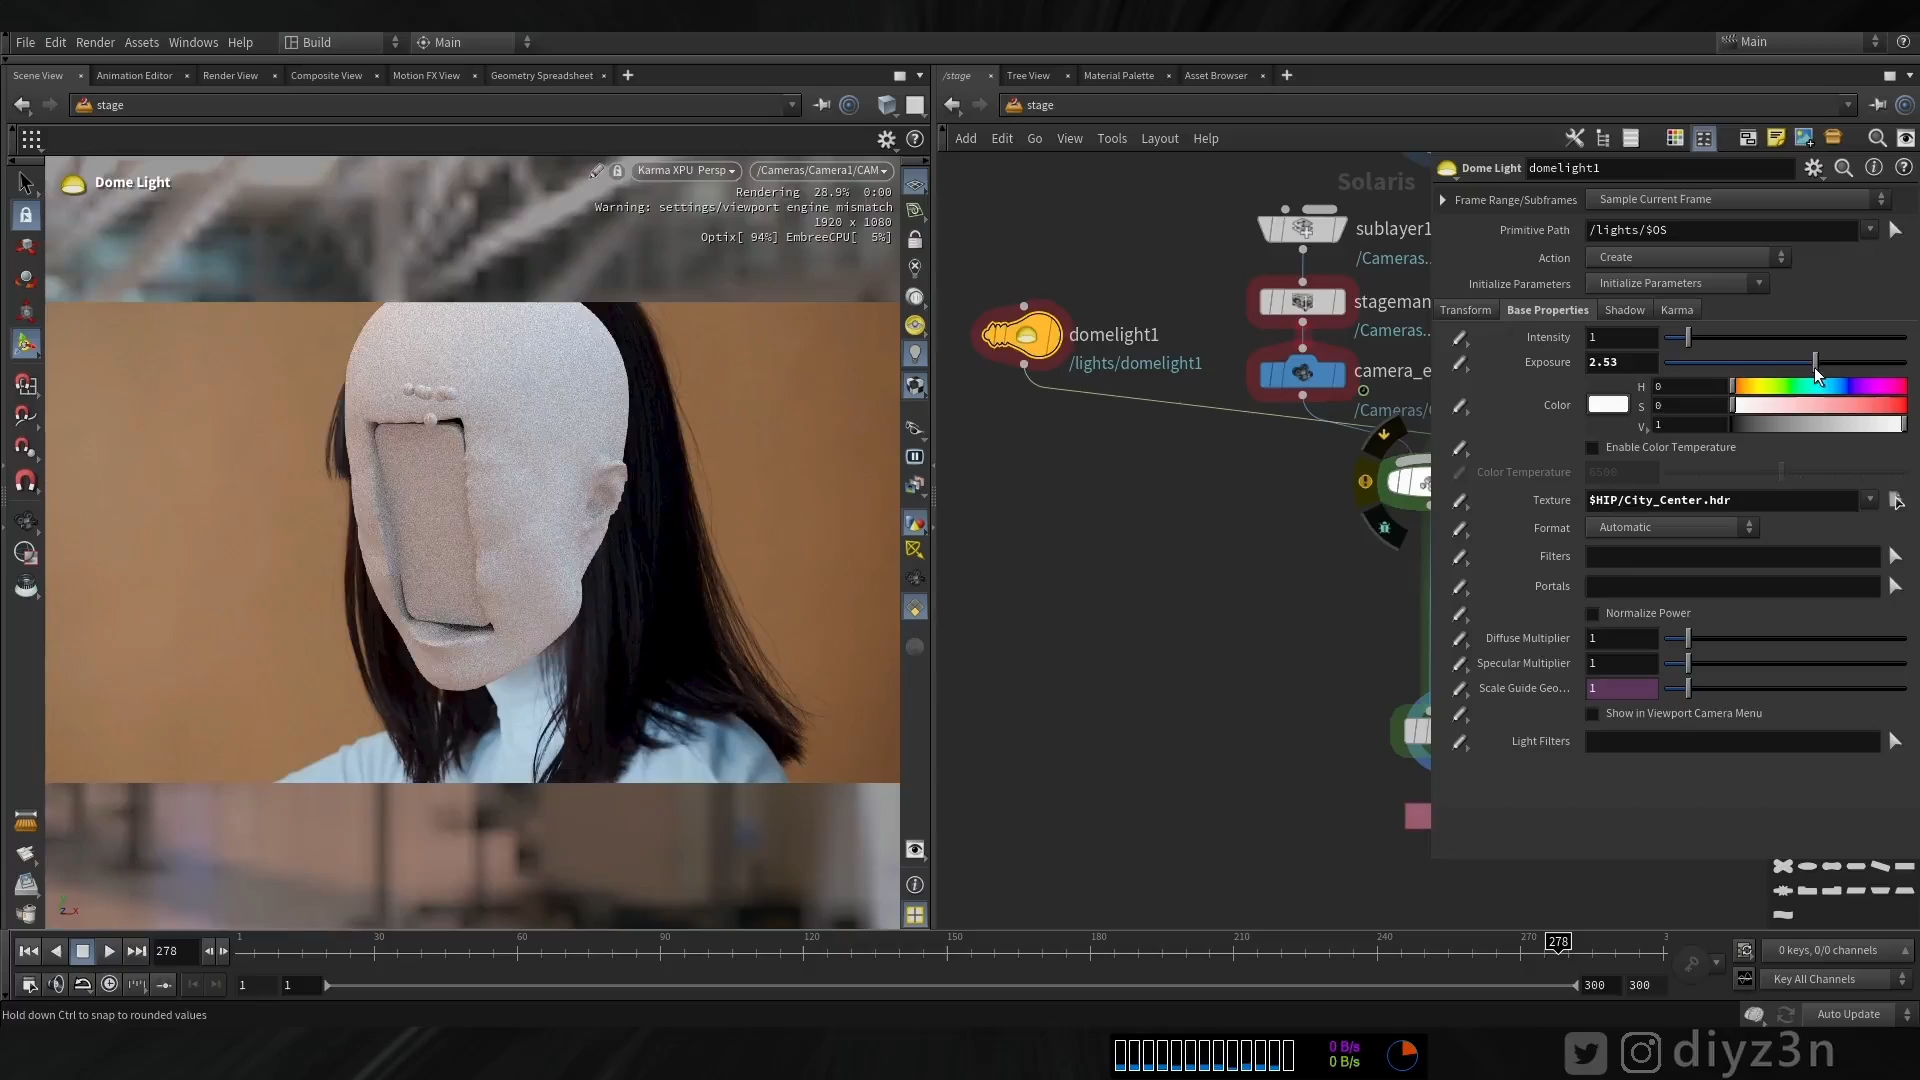 File Edit Render Assets Windows Help Build Main Main
Scene View Animation Editor Render View Composite View Motion FX View Geometry Spreadsheet
/stage Tree View Material Palette Asset Browser
stage
stage
Add Edit Go View Tools Layout Help
Dome Light
Karma XPU Persp /Cameras/Camera1/CAM
Rendering 28.9% 0:00
Warning: settings/viewport engine mismatch
1920 x 1080
Optix[ 94%] EmbreeCPU[ 5%]
z x
Solaris
sublayer1
/Cameras..
stageman
/Cameras..
domelight1
/lights/domelight1
camera_e
/Cameras/
Dome Light domelight1
Frame Range/Subframes Sample Current Frame
Primitive Path /lights/$OS
Action Create
Initialize Parameters Initialize Parameters
Transform Base Properties Shadow Karma
Intensity 1
Exposure 2.53
H 0
Color S 0
V 1
Enable Color Temperature
Color Temperature 6500
Texture $HIP/City_Center.hdr
Format Automatic
Filters
Portals
Normalize Power
Diffuse Multiplier 1
Specular Multiplier 1
Scale Guide Geo... 1
Show in Viewport Camera Menu
Light Filters
278 1 30 60 90 120 150 180 210 240 270 278 3
0 keys, 0/0 channels
1 1 300 300 Key All Channels
Hold down Ctrl to snap to rounded values
Auto Update
0 B/s
0 B/s
diyz3n